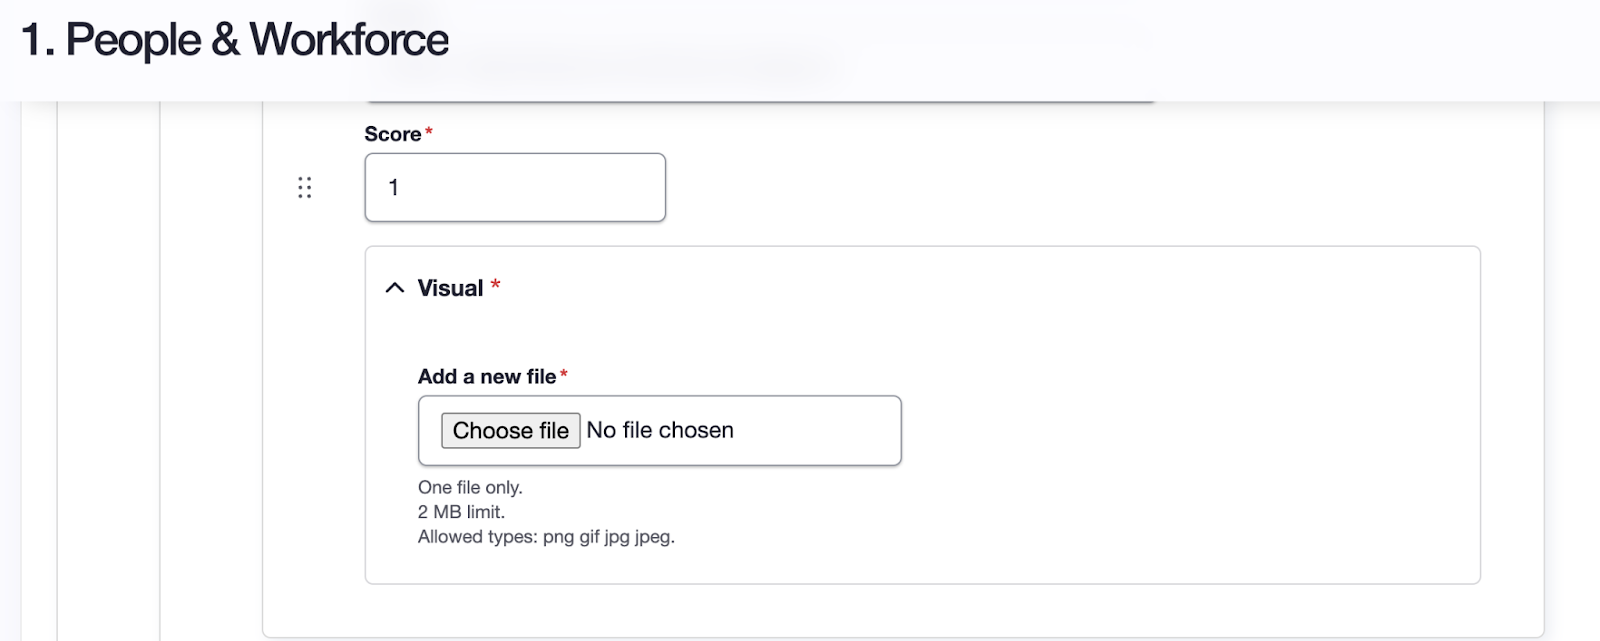 1. People & Workforce
Score*
1
Visual *
Add a new file*
Choose file No file chosen
One file only.
2 MB limit.
Allowed types: png gif jpg jpeg.